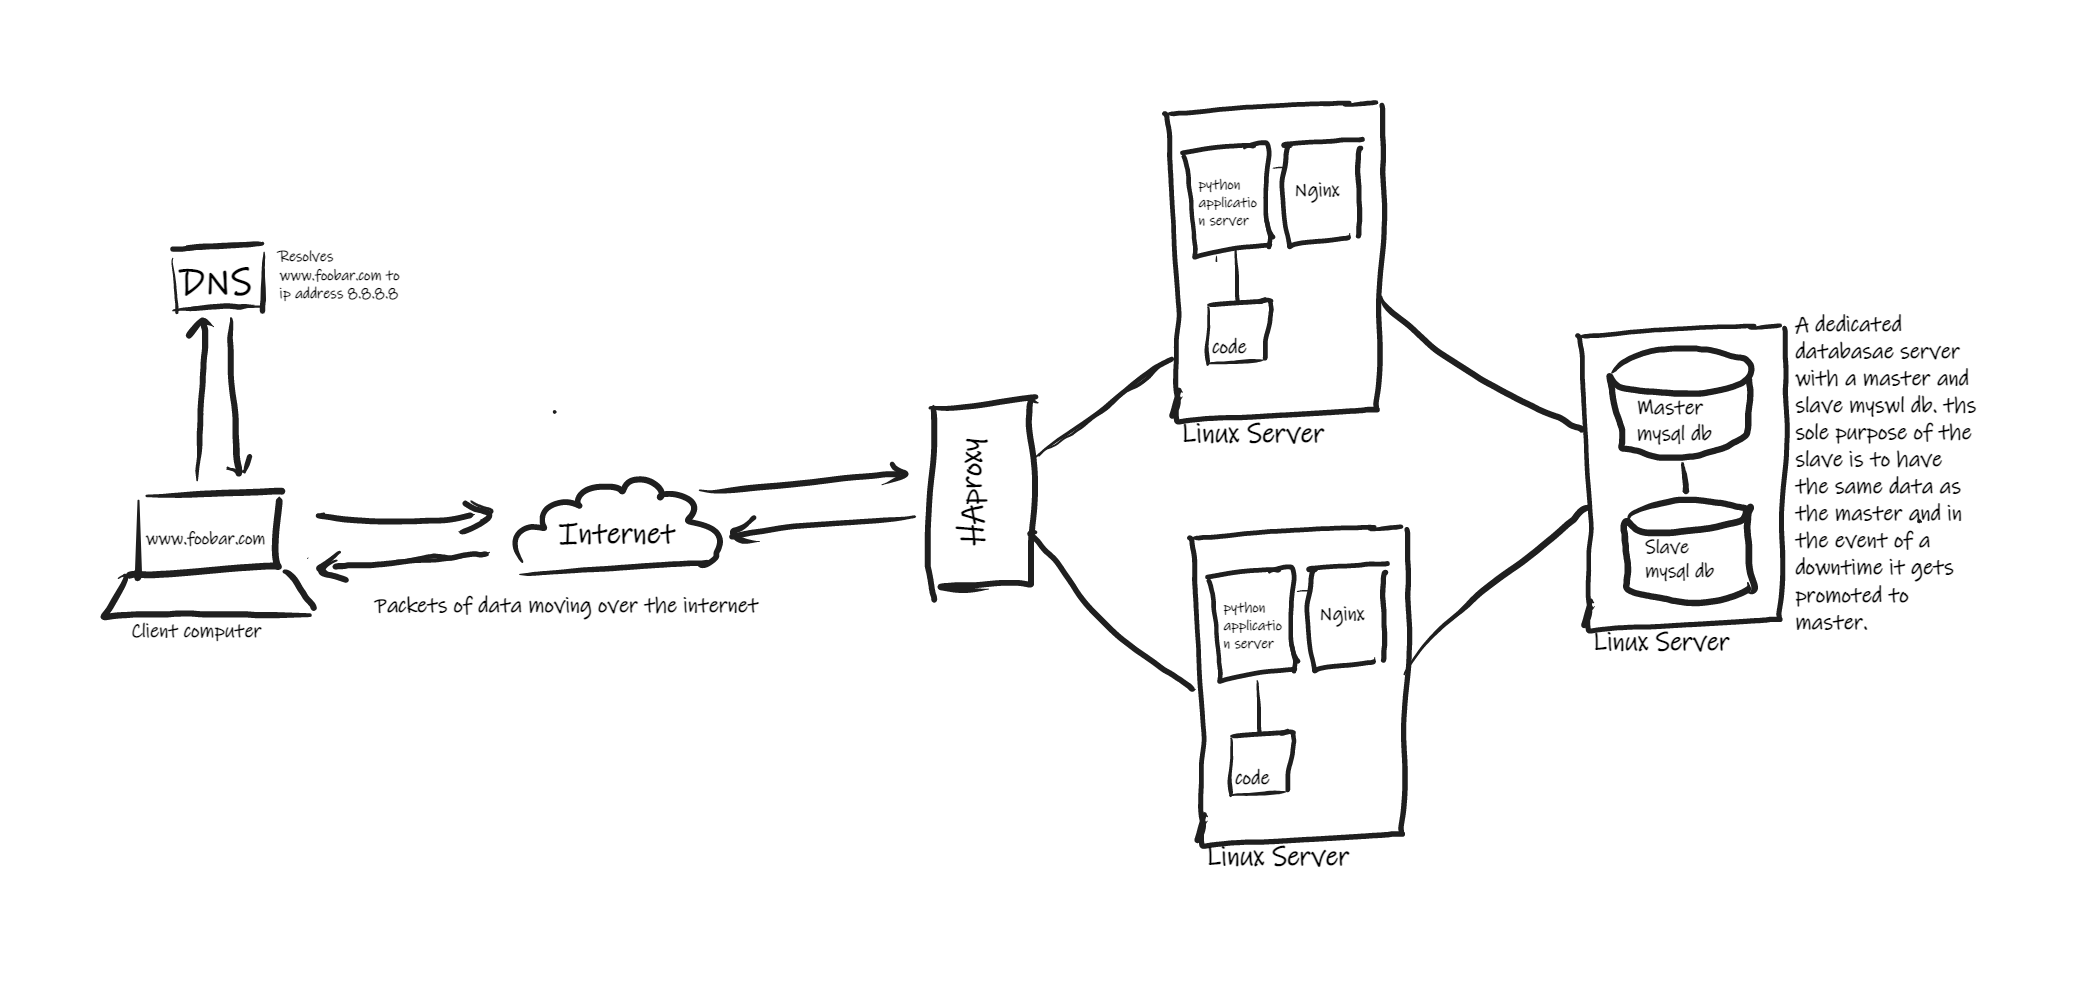 DNS
Resolves
www.foobar.com to
ip address 8.8.8.8
www.foobar.com
Client computer
Internet
Packets of data moving over the internet
HAproxy
python
applicatio
n server
Nginx
code
Linux Server
python
applicatio
n server
Nginx
code
Linux Server
Master
mysql db
Slave
mysql db
Linux Server
A dedicated
databasae server
with a master and
slave myswl db. ths
sole purpose of the
slave is to have
the same data as
the master and in
the event of a
downtime it gets
promoted to
master.